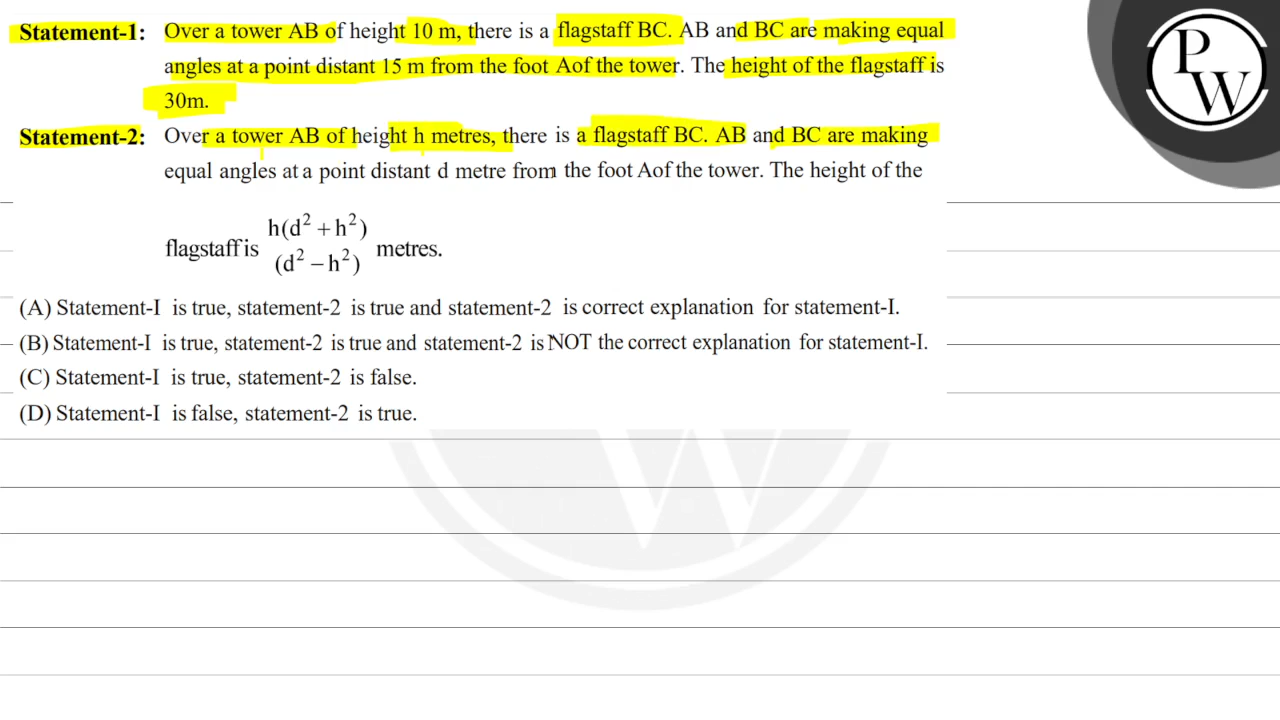 Statement-1: Over a tower AB of height 10 m, there is a flagstaff BC. AB and BC are making equal
angles at a point distant 15 m from the foot Aof the tower. The height of the flagstaff is
30m.
Statement-2: Over a tower AB of height h metres, there is a flagstaff BC. AB and BC are making
equal angles at a point distant d metre from the foot Aof the tower. The height of the
flagstaff is h(d² + h²) / (d² – h²) metres.
(A) Statement-I is true, statement-2 is true and statement-2 is correct explanation for statement-I.
(B) Statement-I is true, statement-2 is true and statement-2 is NOT the correct explanation for statement-I.
(C) Statement-I is true, statement-2 is false.
(D) Statement-I is false, statement-2 is true.
PW